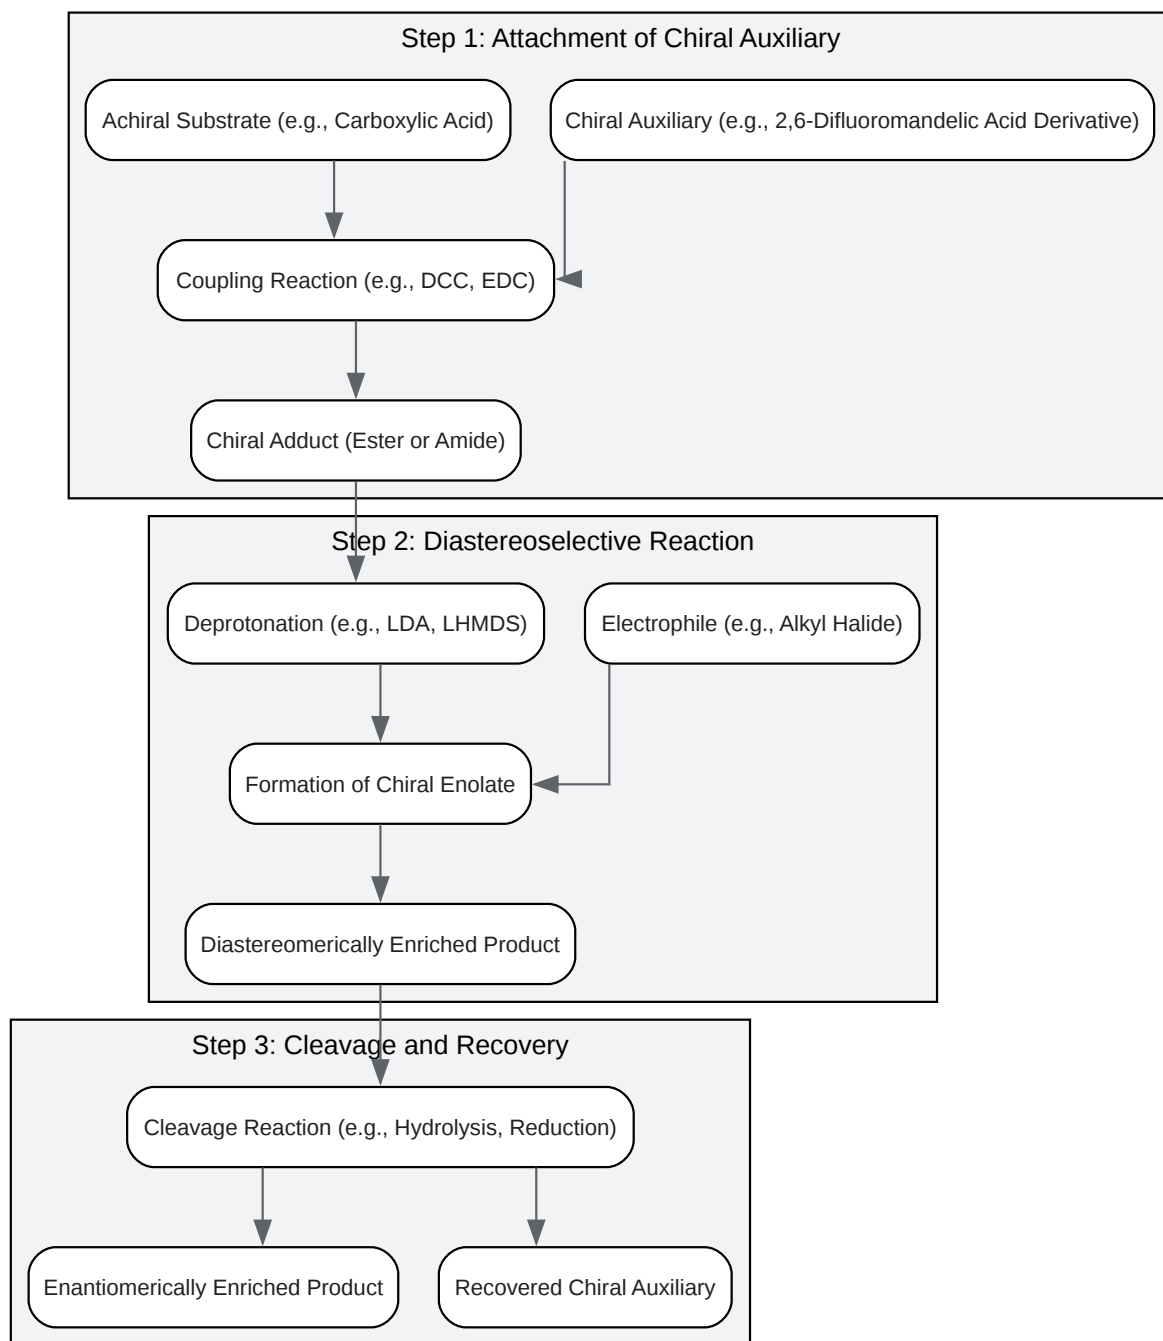 Step 1: Attachment of Chiral Auxiliary
Achiral Substrate (e.g., Carboxylic Acid)
Chiral Auxiliary (e.g., 2,6-Difluoromandelic Acid Derivative)
Coupling Reaction (e.g., DCC, EDC)
Chiral Adduct (Ester or Amide)
Step 2: Diastereoselective Reaction
Deprotonation (e.g., LDA, LHMDS)
Electrophile (e.g., Alkyl Halide)
Formation of Chiral Enolate
Diastereomerically Enriched Product
Step 3: Cleavage and Recovery
Cleavage Reaction (e.g., Hydrolysis, Reduction)
Enantiomerically Enriched Product
Recovered Chiral Auxiliary